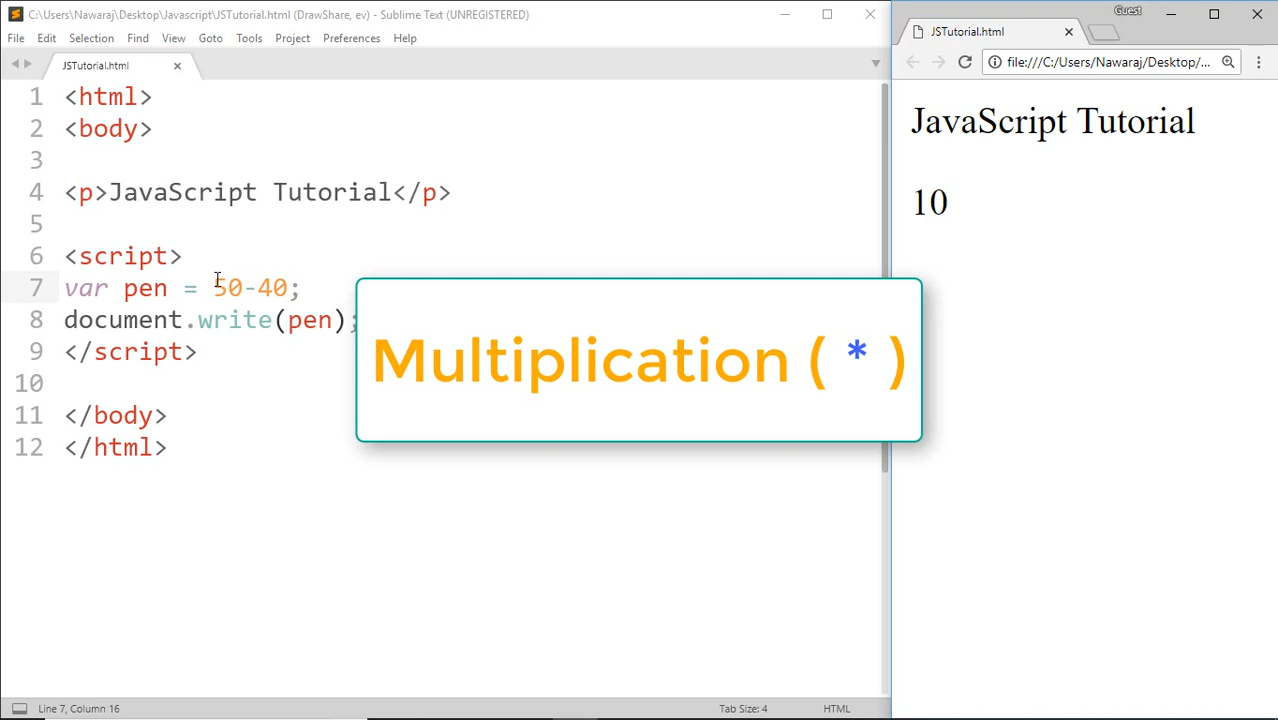 C:\Users\Nawaraj\Desktop\Javascript\JSTutorial.html (DrawShare, ev) - Sublime Text (UNREGISTERED)
File Edit Selection Find View Goto Tools Project Preferences Help
JSTutorial.html
1 <html>
2 <body>
3
4 <p>JavaScript Tutorial</p>
5
6 <script>
7 var pen = 50-40;
8 document.write(pen);
9 </script>
10
11 </body>
12 </html>
Multiplication ( * )
Line 7, Column 16
Tab Size: 4
HTML
Guest
JSTutorial.html
file:///C:/Users/Nawaraj/Desktop/...
JavaScript Tutorial
10